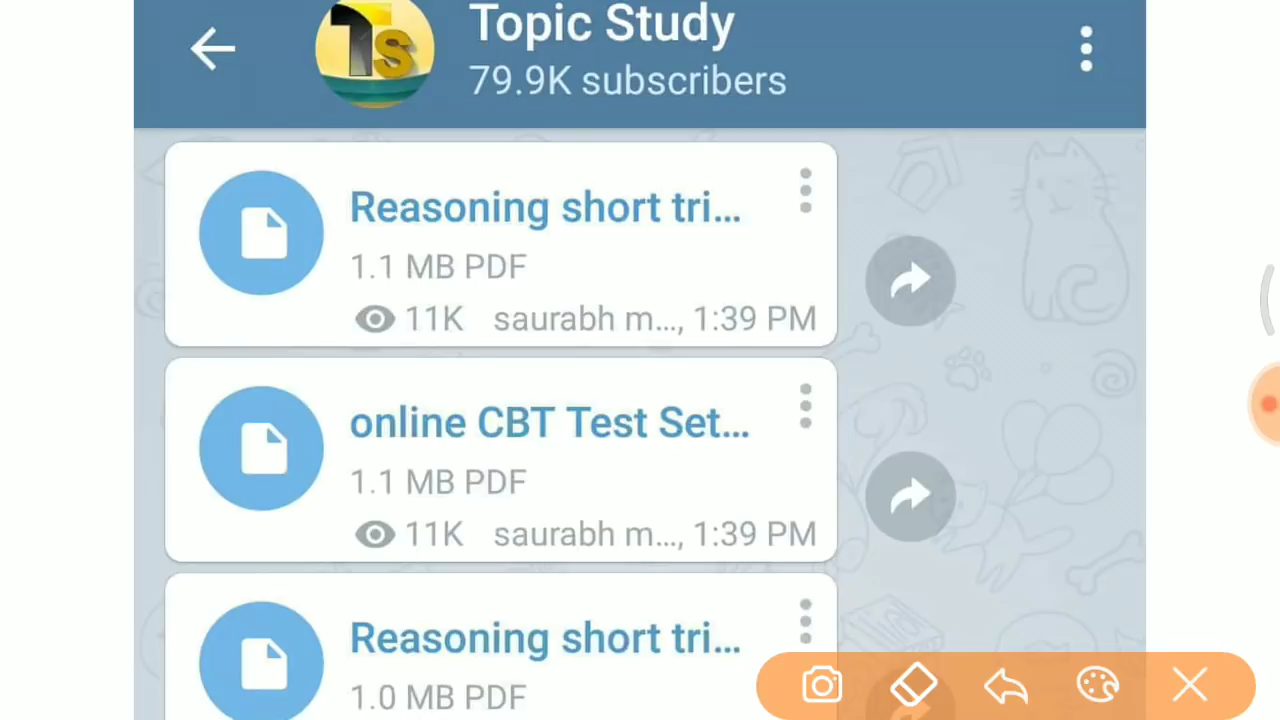 Topic Study
79.9K subscribers
Ts
Reasoning short tri...
1.1 MB PDF
11K saurabh m..., 1:39 PM
online CBT Test Set...
1.1 MB PDF
11K saurabh m..., 1:39 PM
Reasoning short tri...
1.0 MB PDF